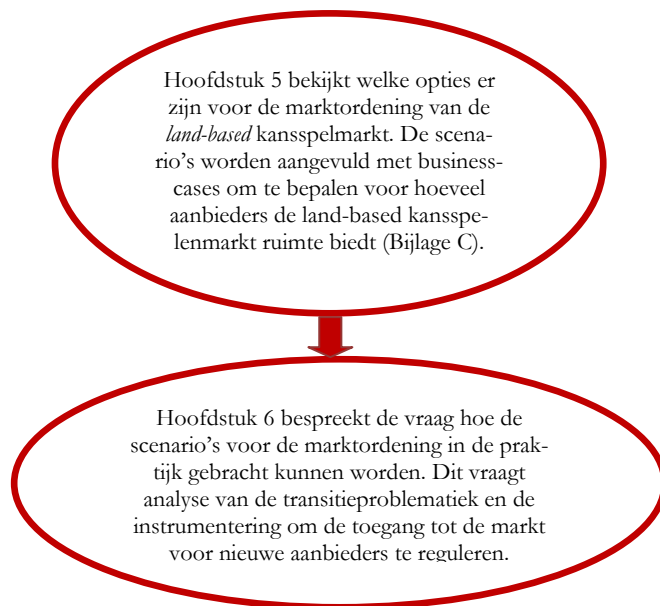 Hoofdstuk 5 bekijkt welke opties er
zijn voor de marktordening van de
land-based kansspelmarkt. De scena-
rio's worden aangevuld met business-
cases om te bepalen voor hoeveel
aanbieders de land-based kansspe-
lenmarkt ruimte biedt (Bijlage C).
Hoofdstuk 6 bespreekt de vraag hoe de
scenario's voor de marktordening in de prak-
tijk gebracht kunnen worden. Dit vraagt
analyse van de transitieproblematiek en de
instrumentering om de toegang tot de markt
voor nieuwe aanbieders te reguleren.